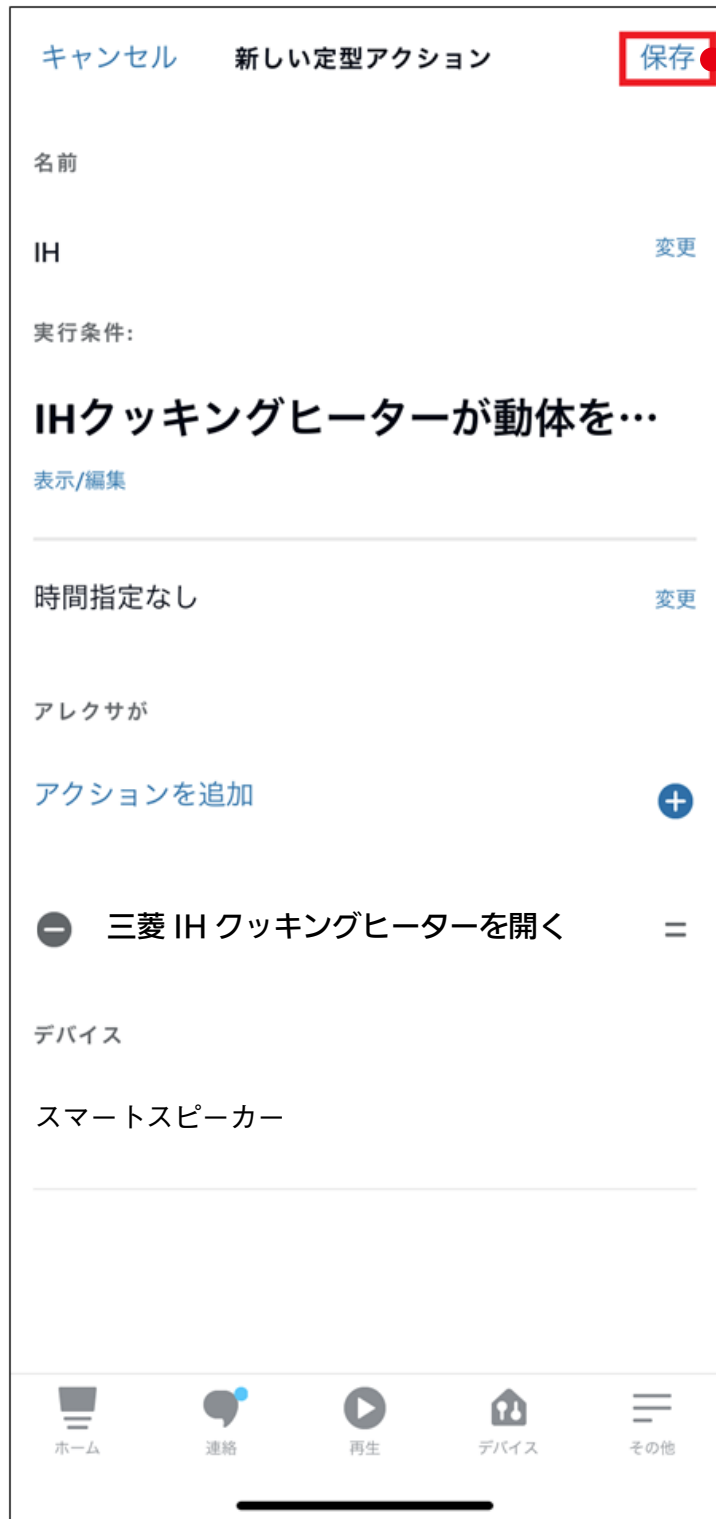 キャンセル 新しい定型アクション 保存
名前
IH 変更
実行条件:
IHクッキングヒーターが動体を…
表示/編集
時間指定なし 変更
アレクサが
アクションを追加
三菱 IH クッキングヒーターを開く
デバイス
スマートスピーカー
ホーム 連絡 再生 デバイス その他